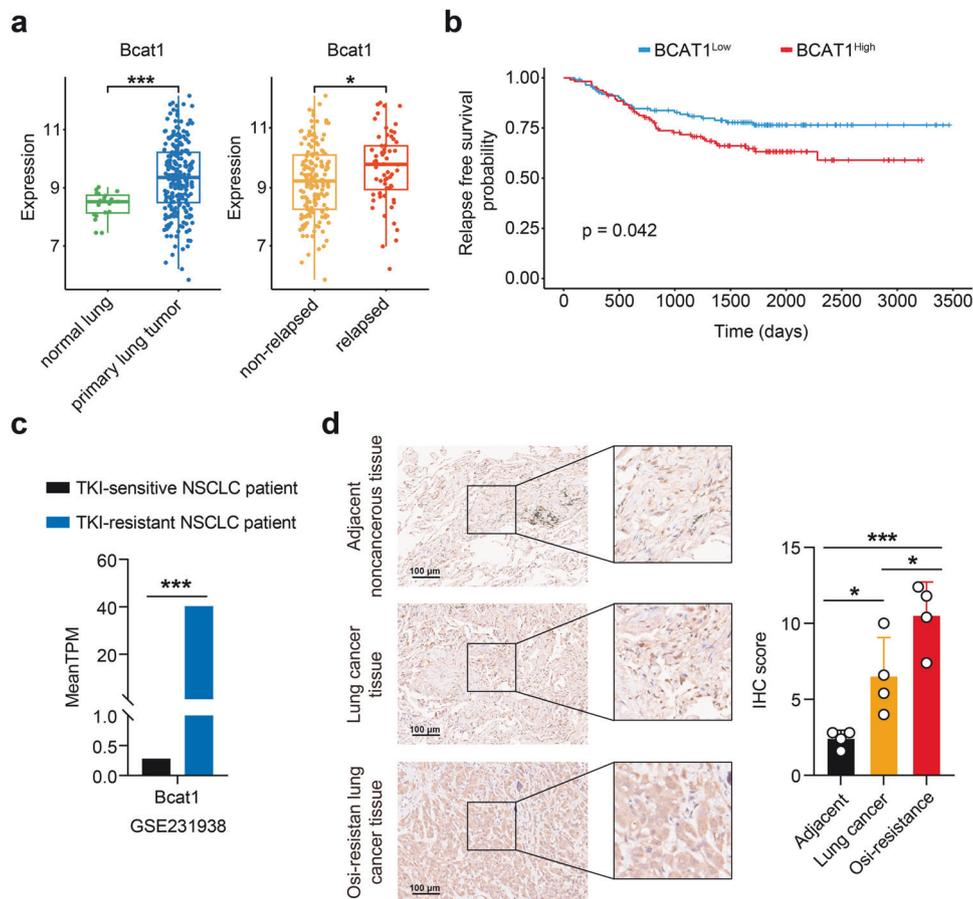 a
Bcat1
***
Expression
11
9
7
normal lung
primary lung tumor
Bcat1
*
Expression
11
9
7
non-relapsed
relapsed
b
BCAT1Low
BCAT1High
Relapse free survival
probability
1.00
0.75
0.50
0.25
0.00
p = 0.042
0 500 1000 1500 2000 2500 3000 3500
Time (days)
c
TKI-sensitive NSCLC patient
TKI-resistant NSCLC patient
***
MeanTPM
60
40
20
1.0
0.5
0.0
Bcat1
GSE231938
d
Adjacent
noncancerous tissue
100 μm
Lung cancer
tissue
100 μm
Osi-resistan lung
cancer tissue
100 μm
***
*
*
IHC score
15
10
5
0
Adjacent
Lung cancer
Osi-resistance